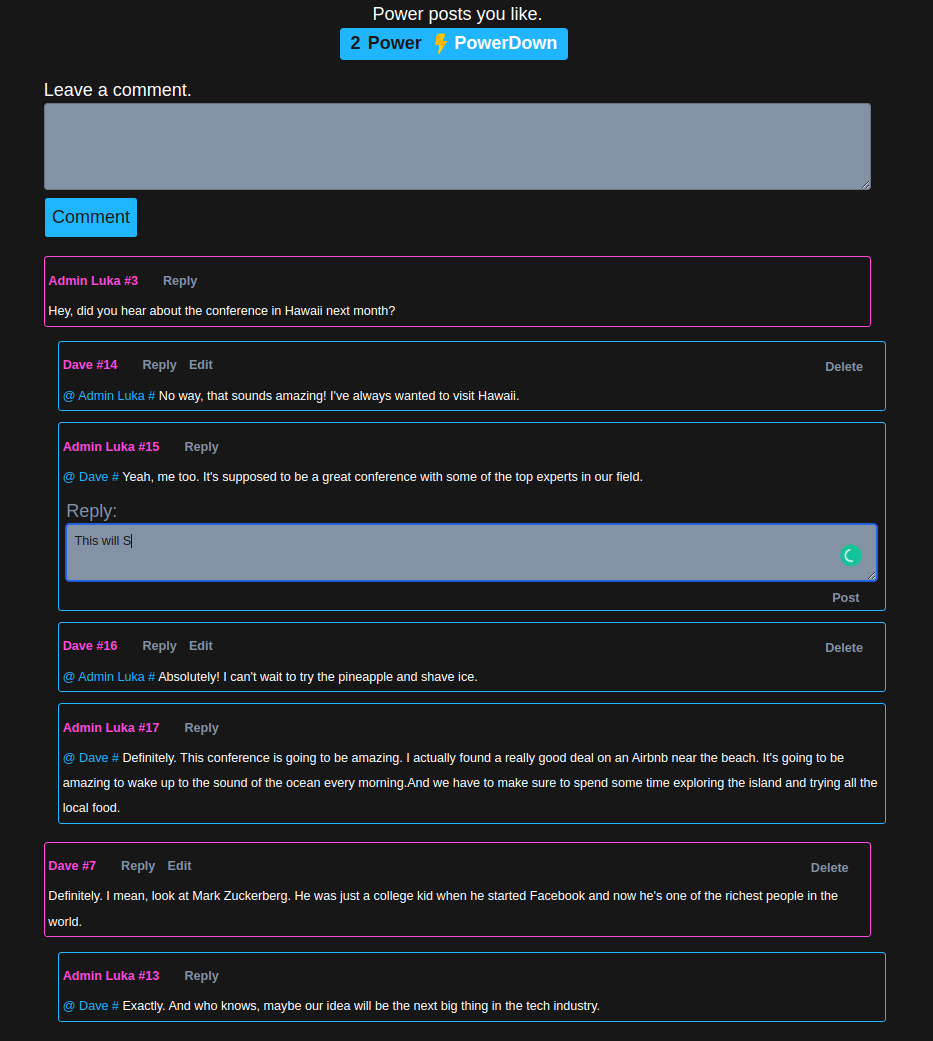 Power posts you like.
2 Power PowerDown
Leave a comment.
Comment
Admin Luka #3 Reply
Hey, did you hear about the conference in Hawaii next month?
Dave #14 Reply Edit Delete
@ Admin Luka # No way, that sounds amazing! I've always wanted to visit Hawaii.
Admin Luka #15 Reply
@ Dave # Yeah, me too. It's supposed to be a great conference with some of the top experts in our field.
Reply:
This will S
Post
Dave #16 Reply Edit Delete
@ Admin Luka # Absolutely! I can't wait to try the pineapple and shave ice.
Admin Luka #17 Reply
@ Dave # Definitely. This conference is going to be amazing. I actually found a really good deal on an Airbnb near the beach. It's going to be
amazing to wake up to the sound of the ocean every morning.And we have to make sure to spend some time exploring the island and trying all the
local food.
Dave #7 Reply Edit Delete
Definitely. I mean, look at Mark Zuckerberg. He was just a college kid when he started Facebook and now he's one of the richest people in the
world.
Admin Luka #13 Reply
@ Dave # Exactly. And who knows, maybe our idea will be the next big thing in the tech industry.